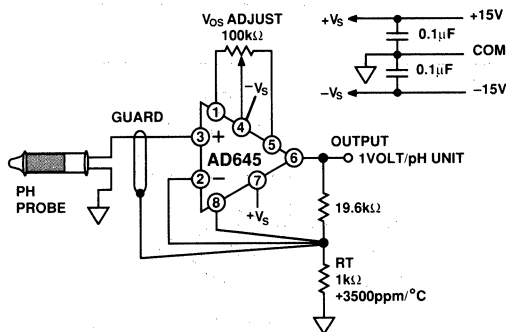 VOS ADJUST
100kΩ
+VS
+15V
0.1μF
COM
0.1μF
−VS
−15V
GUARD
1
−VS
4
3
+
5
OUTPUT
AD645
6
1VOLT/pH UNIT
2
−
7
8
+VS
PH
PROBE
19.6kΩ
RT
1kΩ
+3500ppm/°C